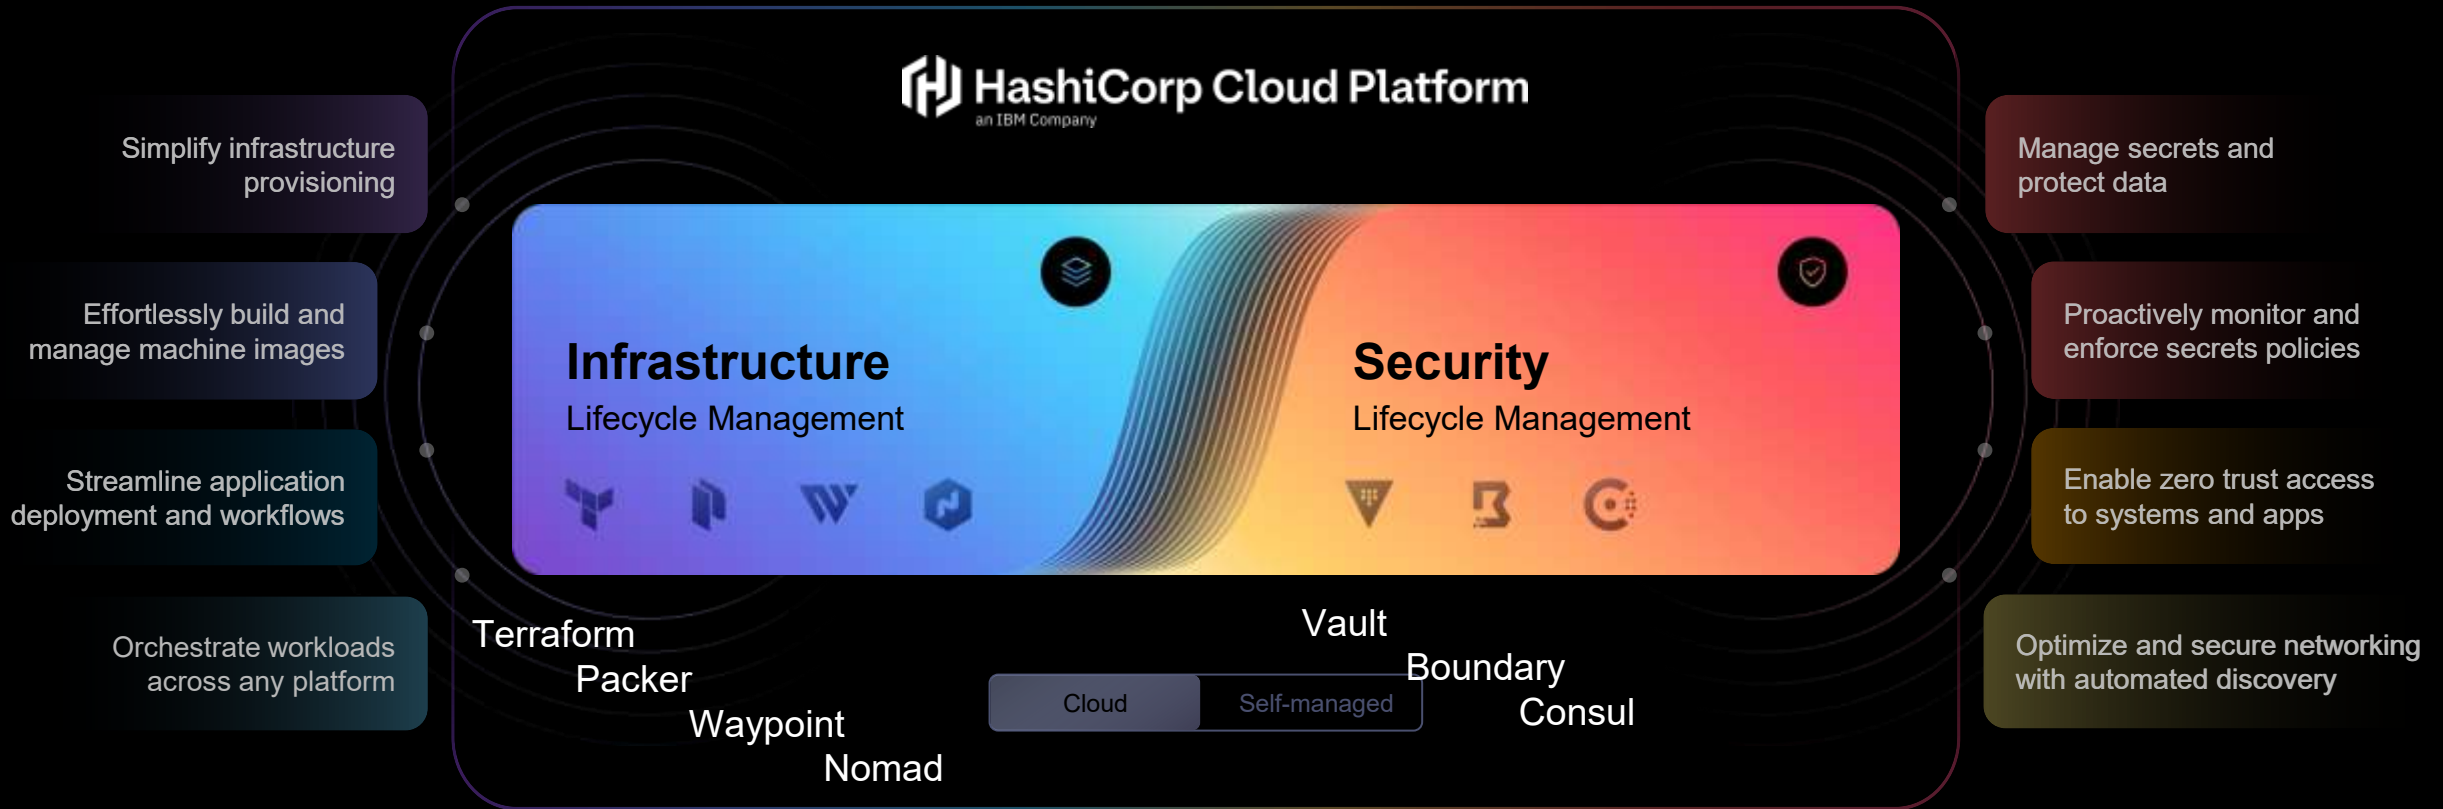 HashiCorp Cloud Platform
an IBM Company
Simplify infrastructure
provisioning
Effortlessly build and
manage machine images
Streamline application
deployment and workflows
Orchestrate workloads
across any platform
Infrastructure
Lifecycle Management
Security
Lifecycle Management
Manage secrets and
protect data
Proactively monitor and
enforce secrets policies
Enable zero trust access
to systems and apps
Optimize and secure networking
with automated discovery
Terraform
Packer
Waypoint
Nomad
Cloud
Self-managed
Vault
Boundary
Consul